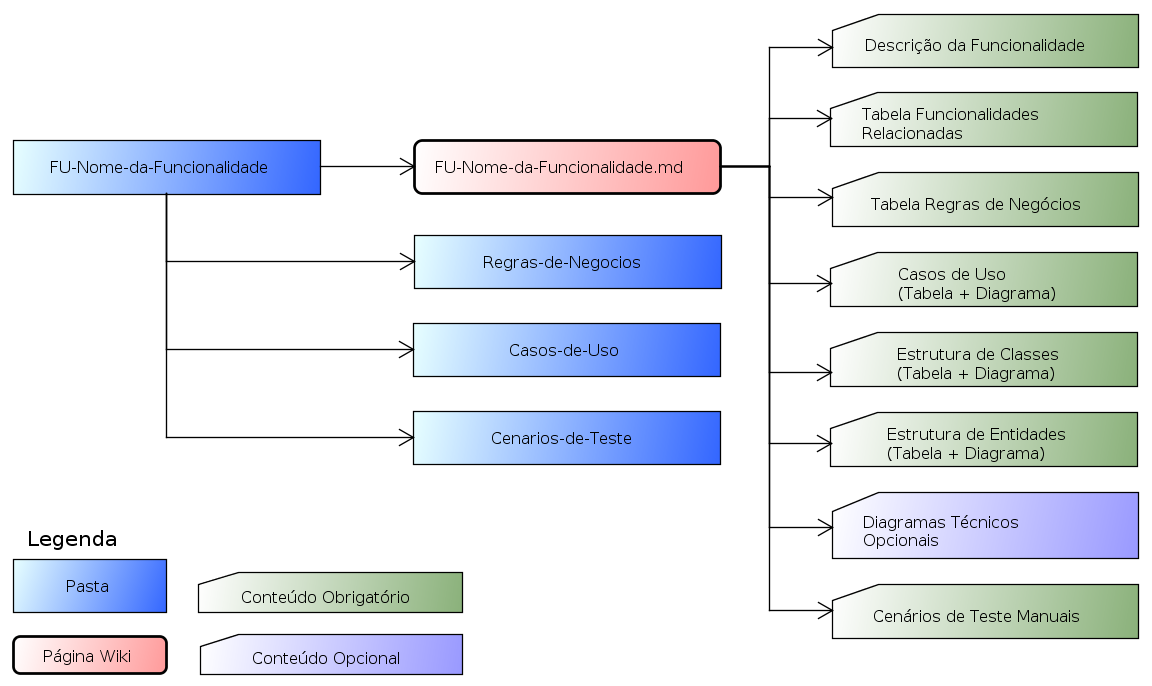 FU-Nome-da-Funcionalidade
FU-Nome-da-Funcionalidade.md
Regras-de-Negocios
Casos-de-Uso
Cenarios-de-Teste
Descrição da Funcionalidade
Tabela Funcionalidades
Relacionadas
Tabela Regras de Negócios
Casos de Uso
(Tabela + Diagrama)
Estrutura de Classes
(Tabela + Diagrama)
Estrutura de Entidades
(Tabela + Diagrama)
Diagramas Técnicos
Opcionais
Cenários de Teste Manuais
Legenda
Pasta
Conteúdo Obrigatório
Página Wiki
Conteúdo Opcional